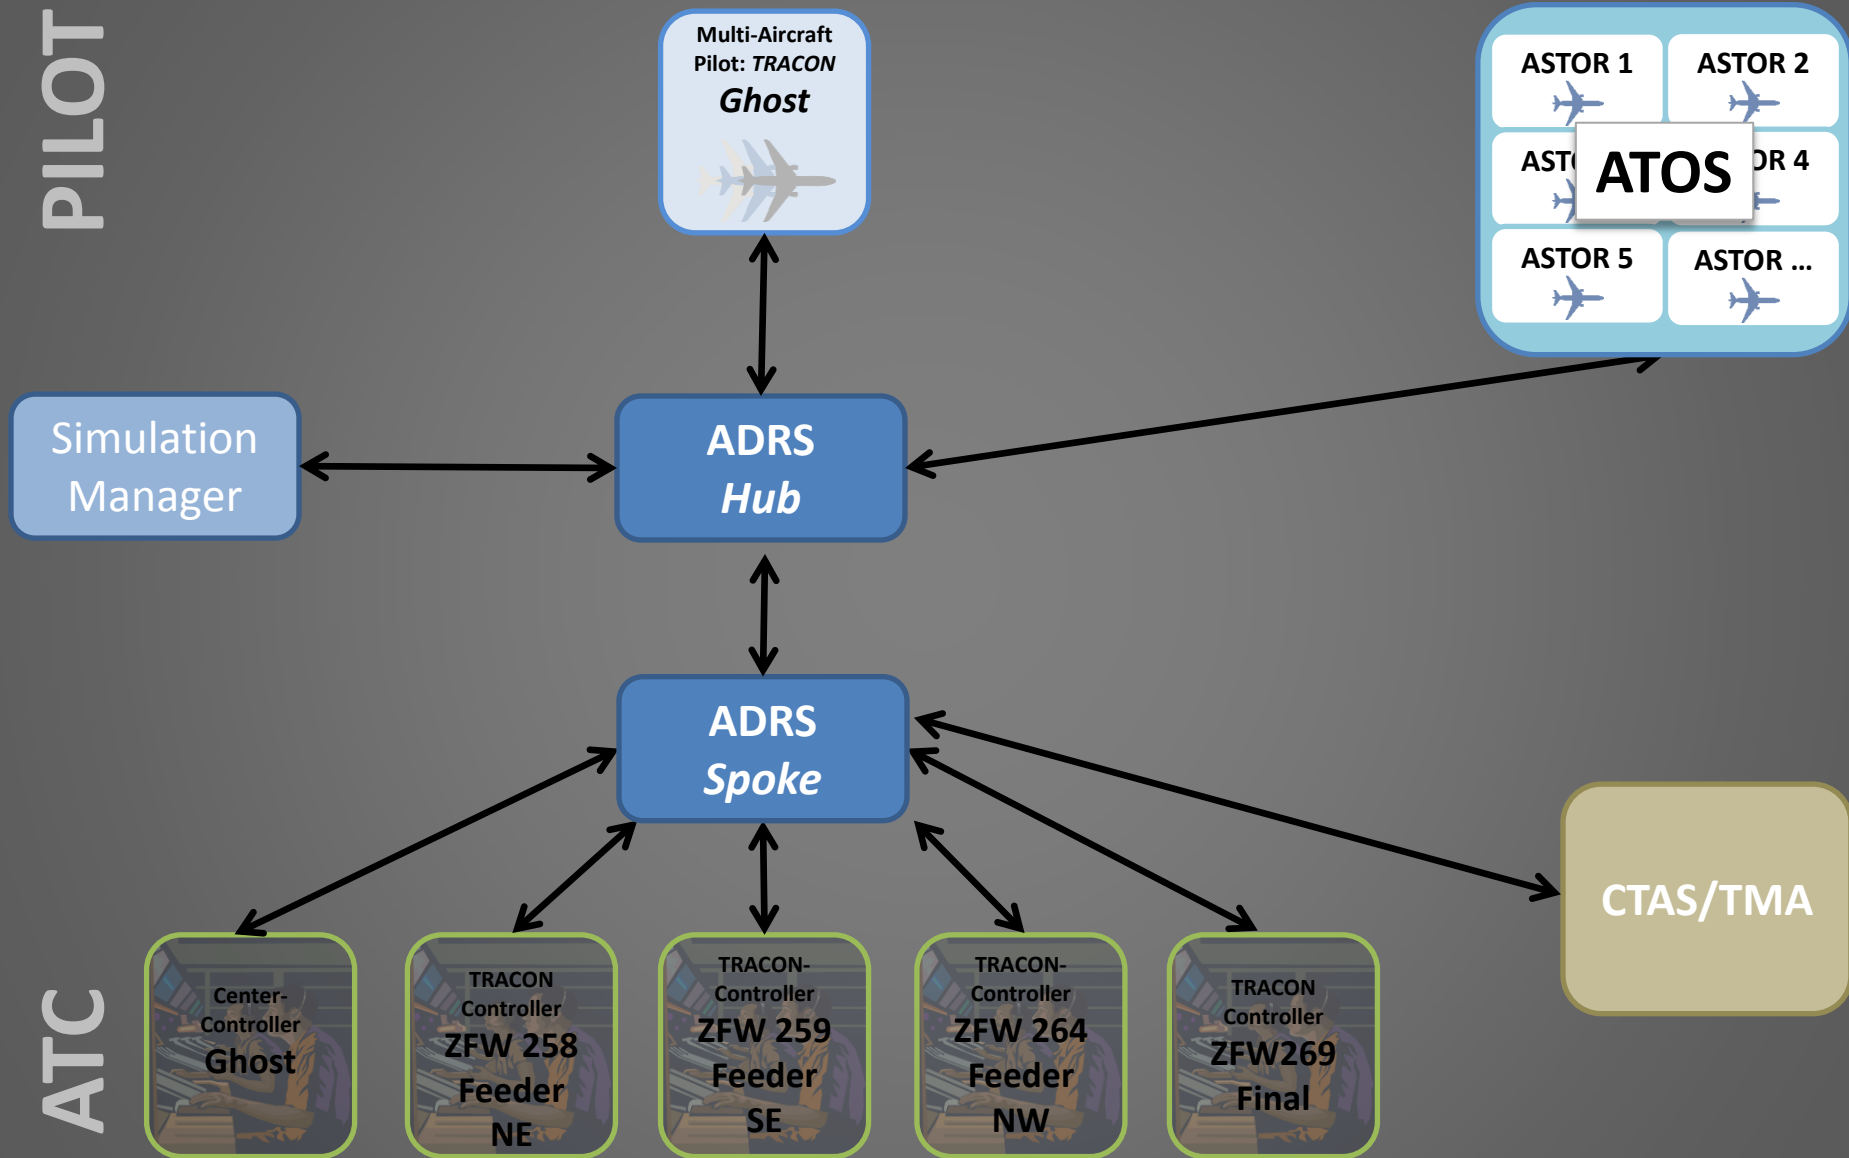 PILOT
Multi-Aircraft
Pilot: TRACON
Ghost
ASTOR 1
ASTOR 2
ATOS
OR 4
ASTOR 5
ASTOR ...
Simulation
Manager
ADRS
Hub
ADRS
Spoke
CTAS/TMA
ATC
Center-
Controller
Ghost
TRACON
Controller
ZFW 258
Feeder
NE
TRACON-
Controller
ZFW 259
Feeder
SE
TRACON-
Controller
ZFW 264
Feeder
NW
TRACON
Controller
ZFW269
Final